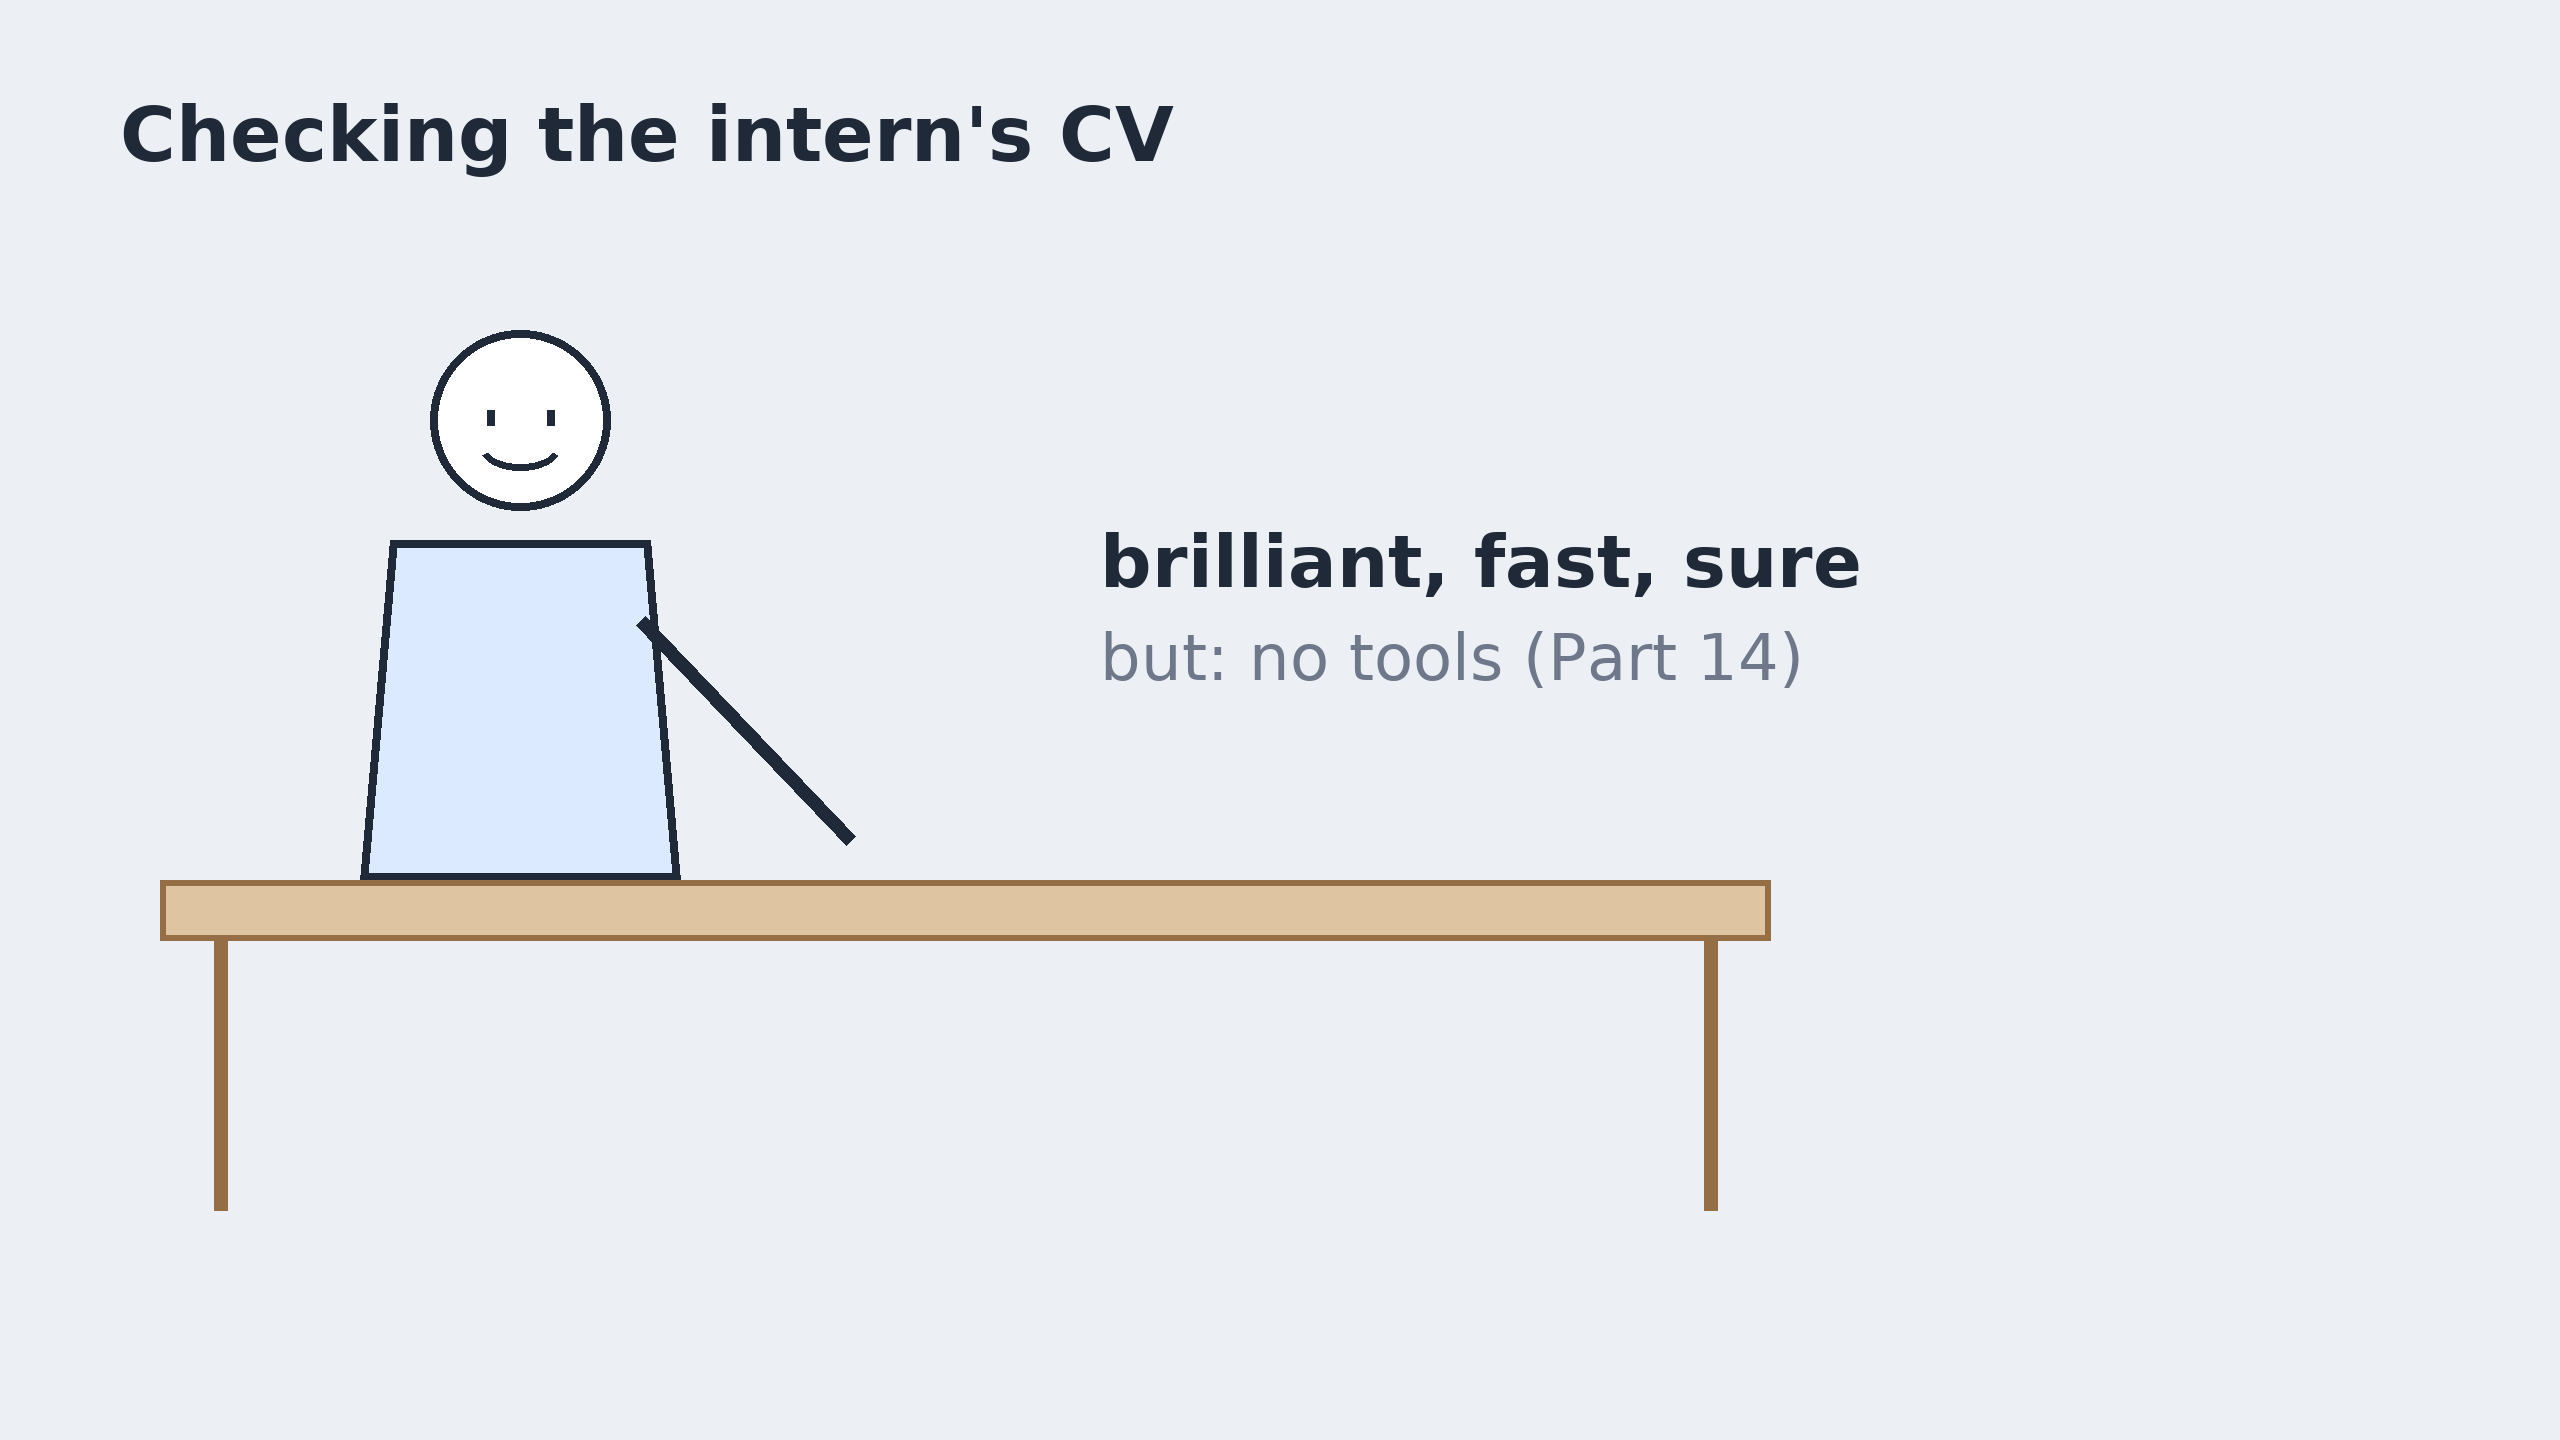 Checking the intern's CV
brilliant, fast, sure
but: no tools (Part 14)